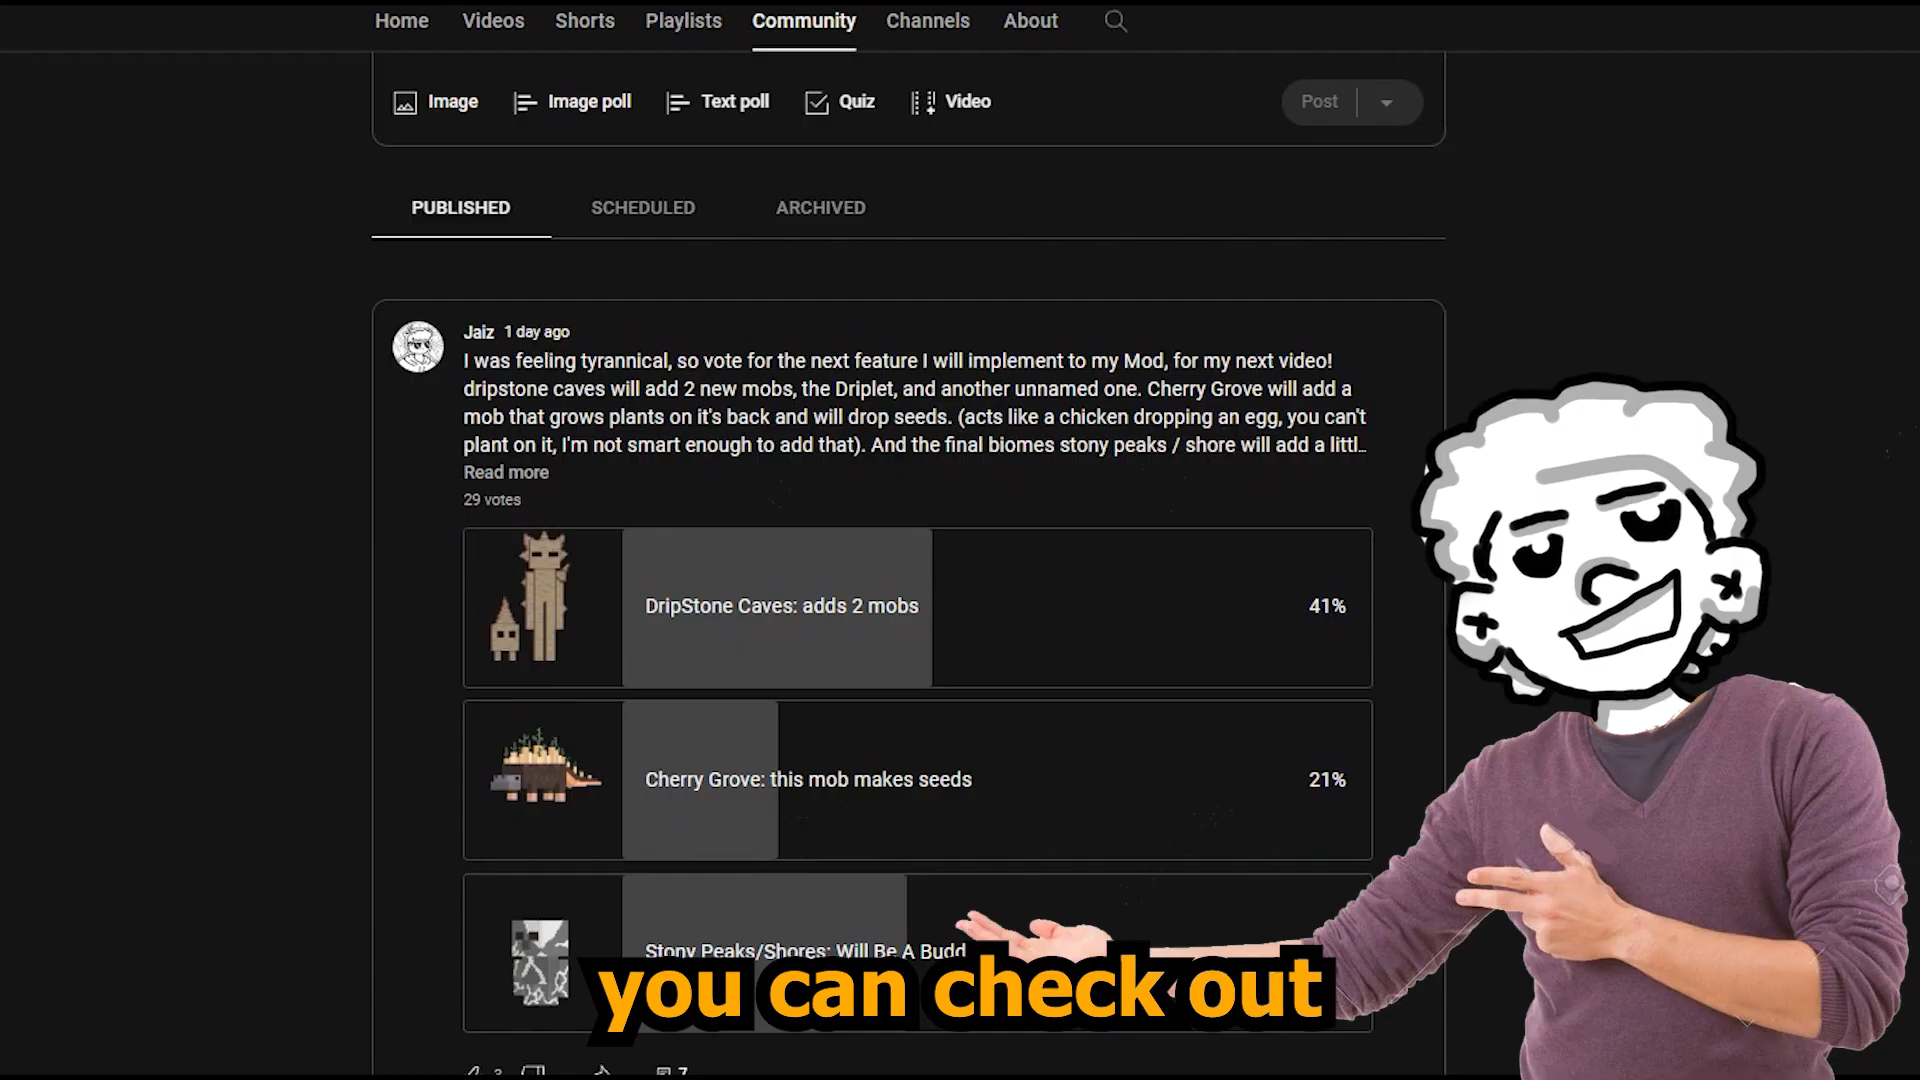 Home Videos Shorts Playlists Community Channels About
Image Image poll Text poll Quiz Video Post
PUBLISHED SCHEDULED ARCHIVED
Jaiz 1 day ago
I was feeling tyrannical, so vote for the next feature I will implement to my Mod, for my next video!
dripstone caves will add 2 new mobs, the Driplet, and another unnamed one. Cherry Grove will add a
mob that grows plants on it's back and will drop seeds. (acts like a chicken dropping an egg, you can't
plant on it, I'm not smart enough to add that). And the final biomes stony peaks / shore will add a littl...
Read more
29 votes
DripStone Caves: adds 2 mobs 41%
Cherry Grove: this mob makes seeds 21%
Stony Peaks/Shores: Will Be A Budd
you can check out
3 7